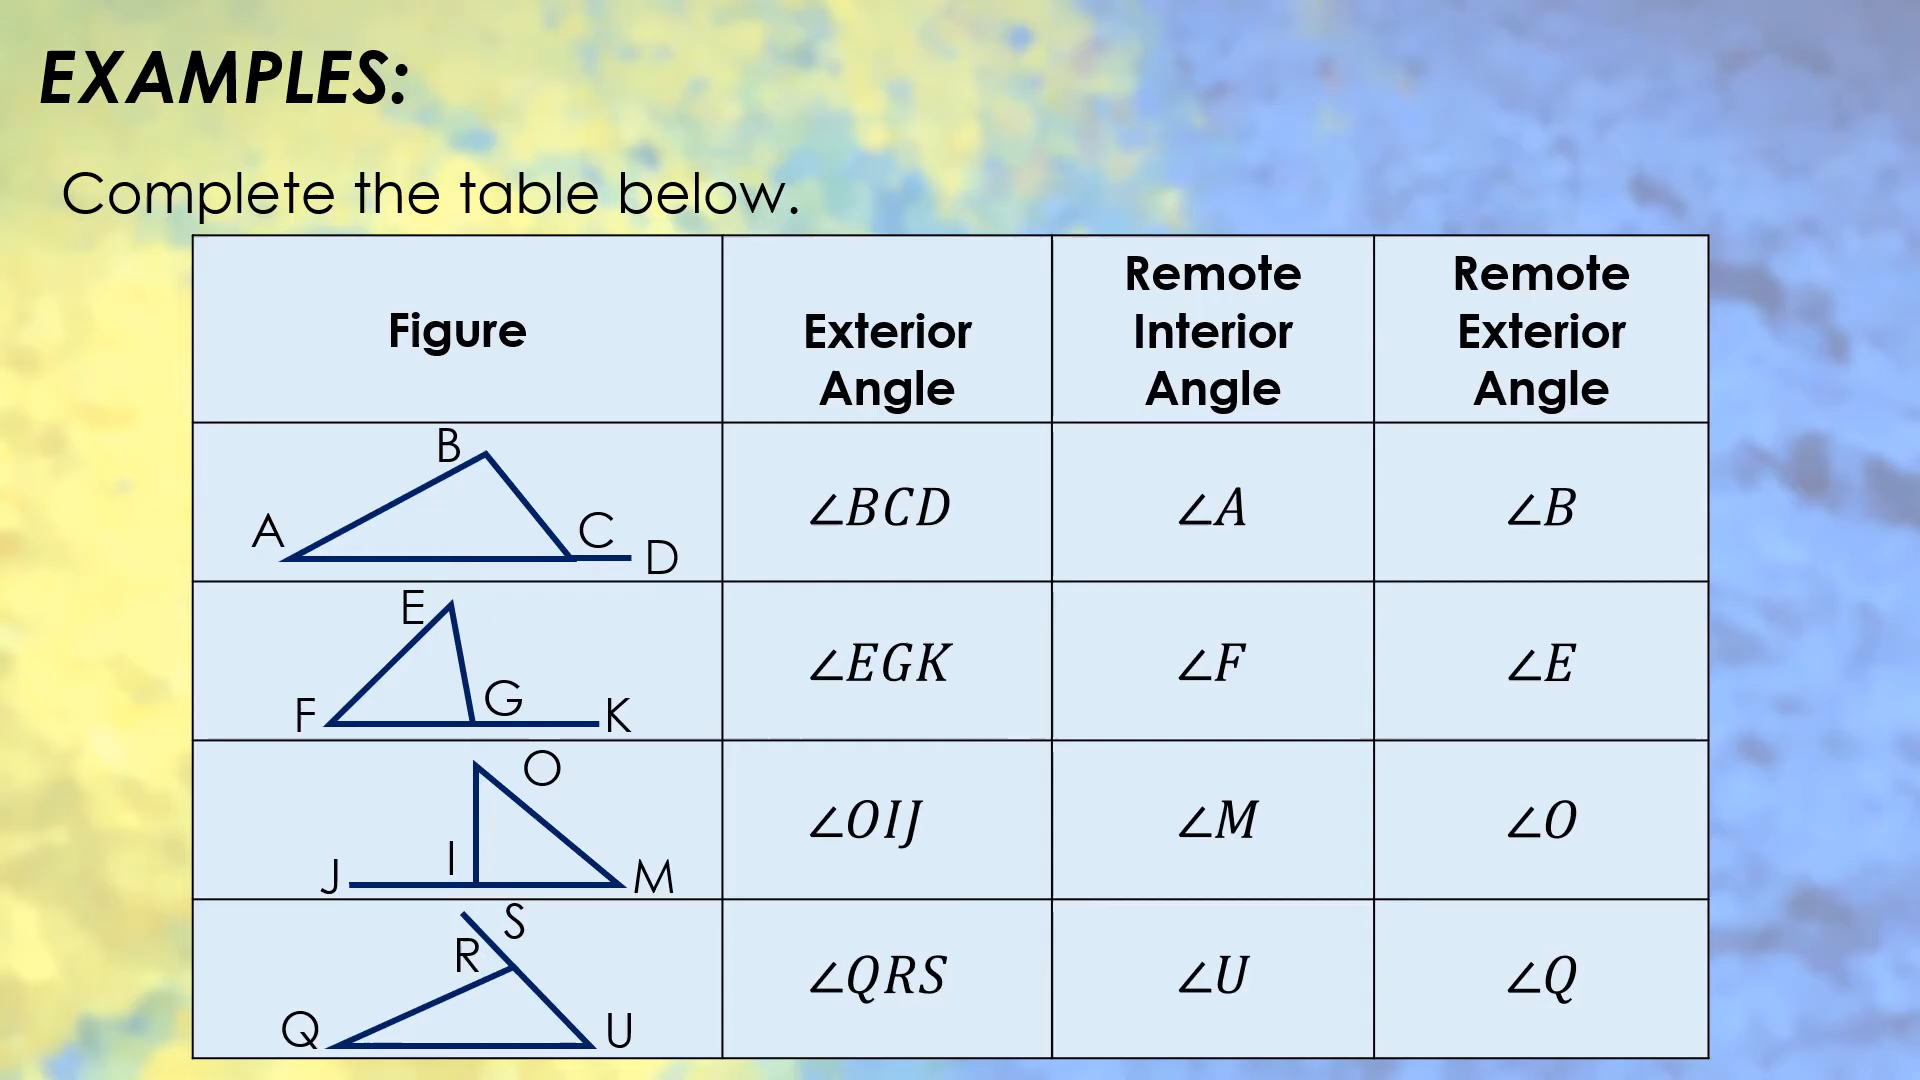 EXAMPLES:
Complete the table below.
Figure
Exterior
Angle
Remote
Interior
Angle
Remote
Exterior
Angle
B
A
C
D
∠BCD
∠A
∠B
E
F
G
K
∠EGK
∠F
∠E
O
I
J
M
∠OIJ
∠M
∠O
S
R
Q
U
∠QRS
∠U
∠Q